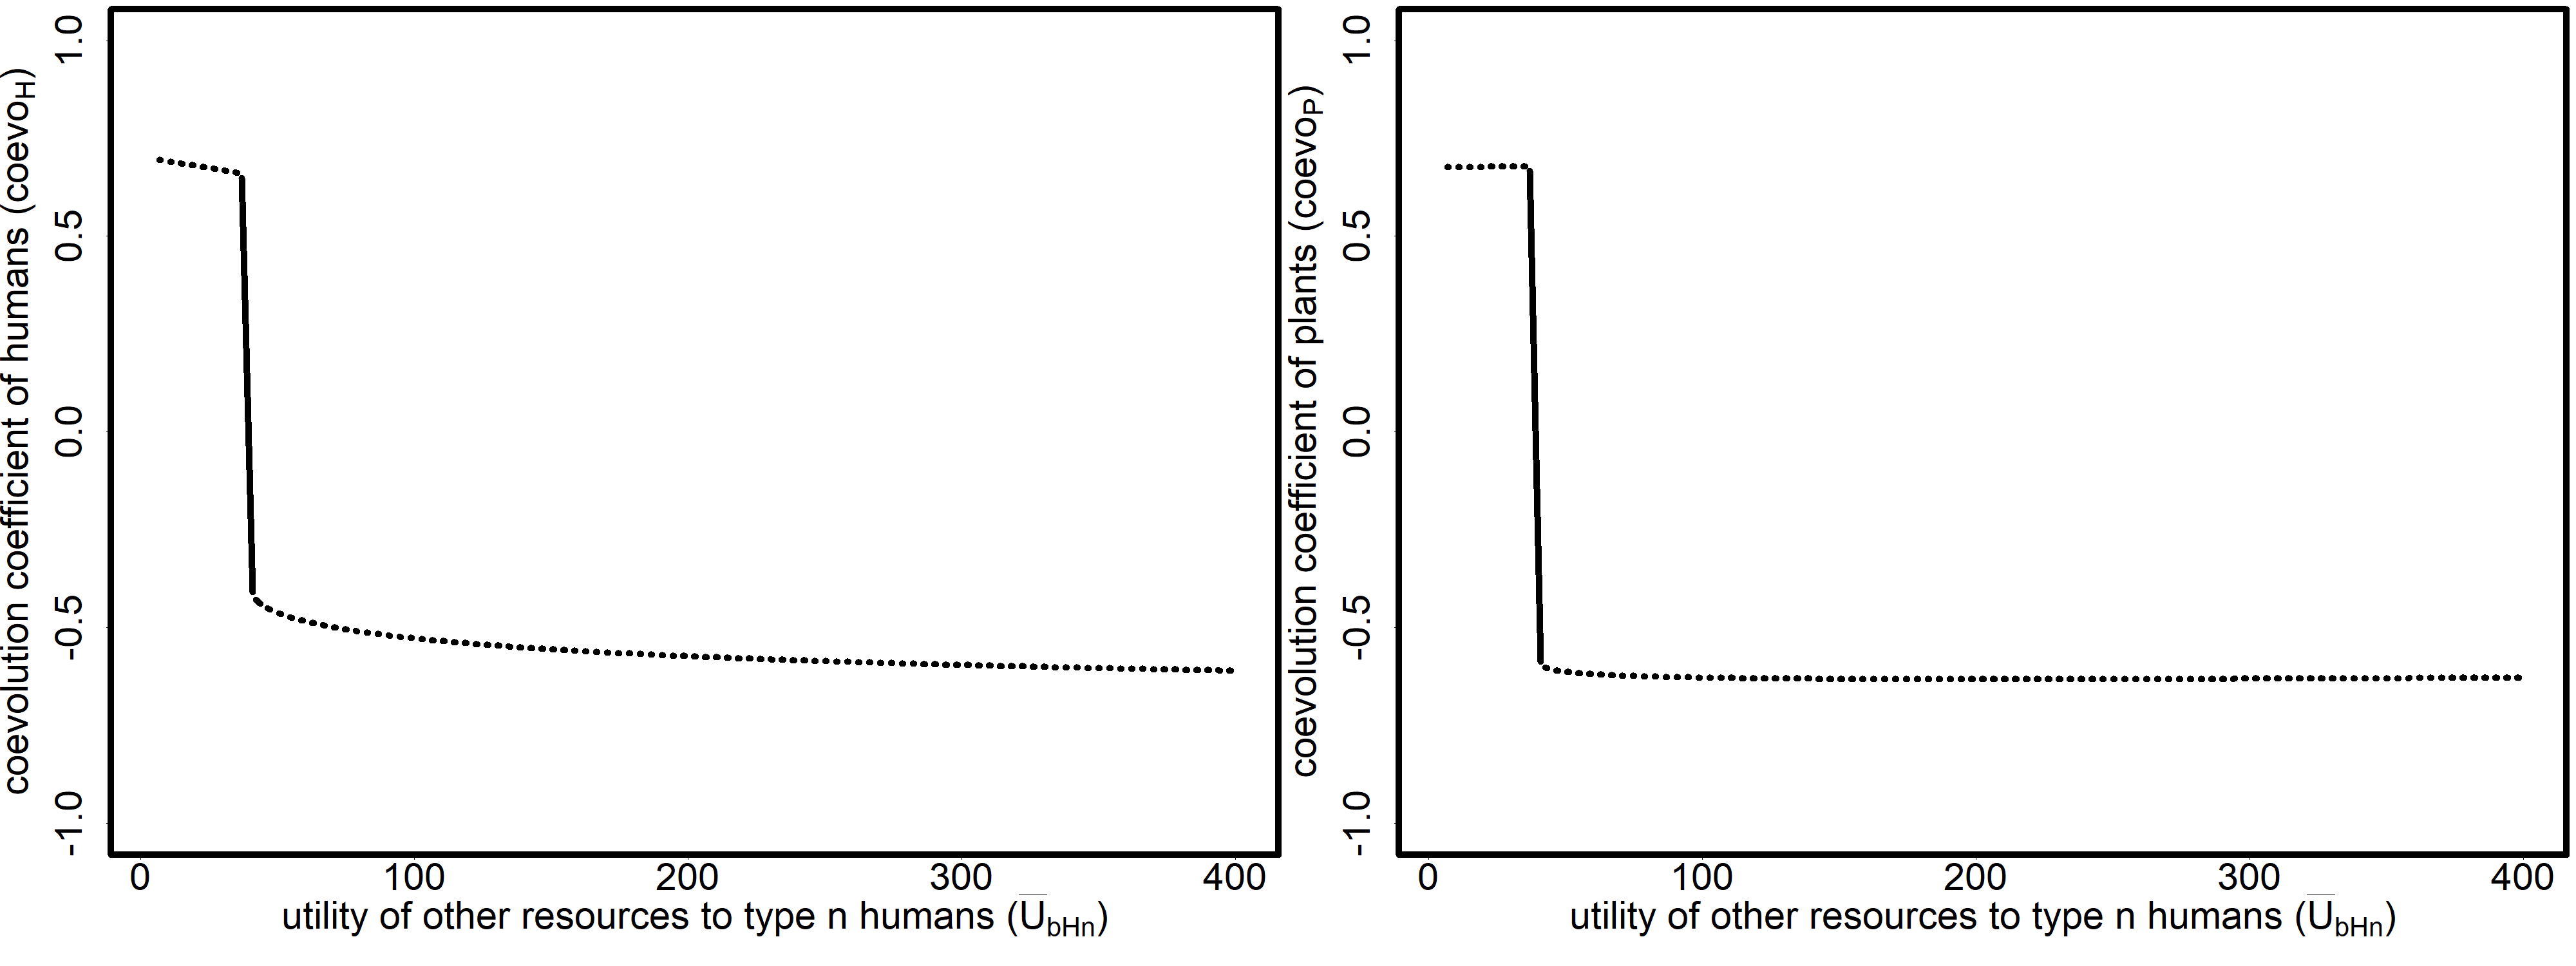 coevolution coefficient of humans (coevoH)
1.0
0.5
0.0
-0.5
-1.0
0 100 200 300 400
utility of other resources to type n humans (U̅bHn)
coevolution coefficient of plants (coevoP)
1.0
0.5
0.0
-0.5
-1.0
0 100 200 300 400
utility of other resources to type n humans (U̅bHn)